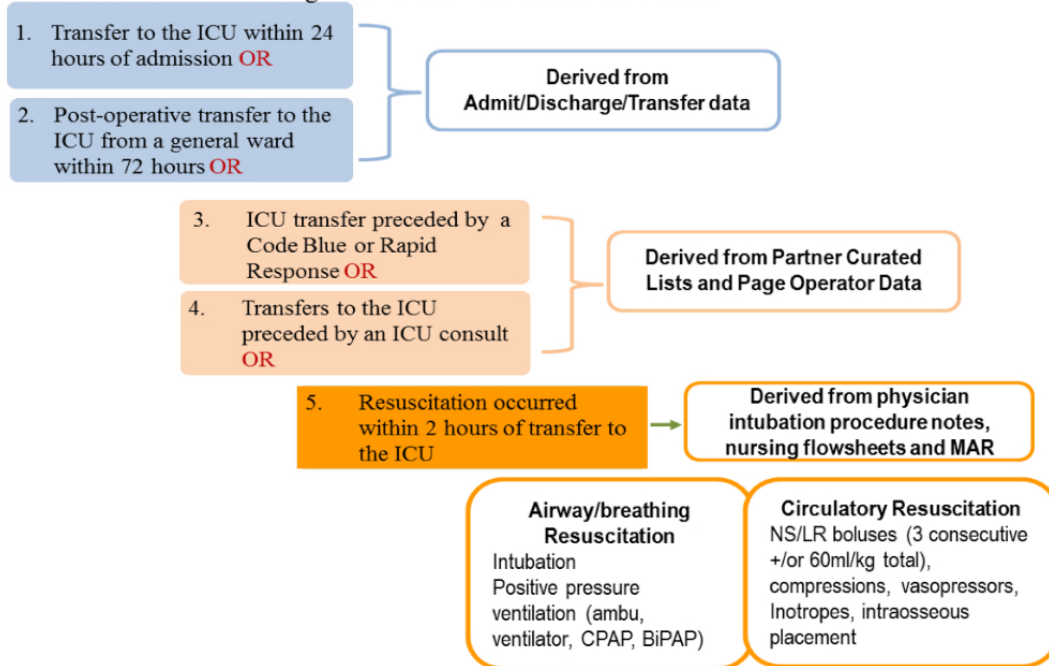 1. Transfer to the ICU within 24
hours of admission OR
Derived from
Admit/Discharge/Transfer data
2. Post-operative transfer to the
ICU from a general ward
within 72 hours OR
3. ICU transfer preceded by a
Code Blue or Rapid
Response OR
Derived from Partner Curated
Lists and Page Operator Data
4. Transfers to the ICU
preceded by an ICU consult
OR
5. Resuscitation occurred
within 2 hours of transfer to
the ICU
Derived from physician
intubation procedure notes,
nursing flowsheets and MAR
Airway/breathing
Resuscitation
Intubation
Positive pressure
ventilation (ambu,
ventilator, CPAP, BiPAP)
Circulatory Resuscitation
NS/LR boluses (3 consecutive
+/or 60ml/kg total),
compressions, vasopressors,
Inotropes, intraosseous
placement